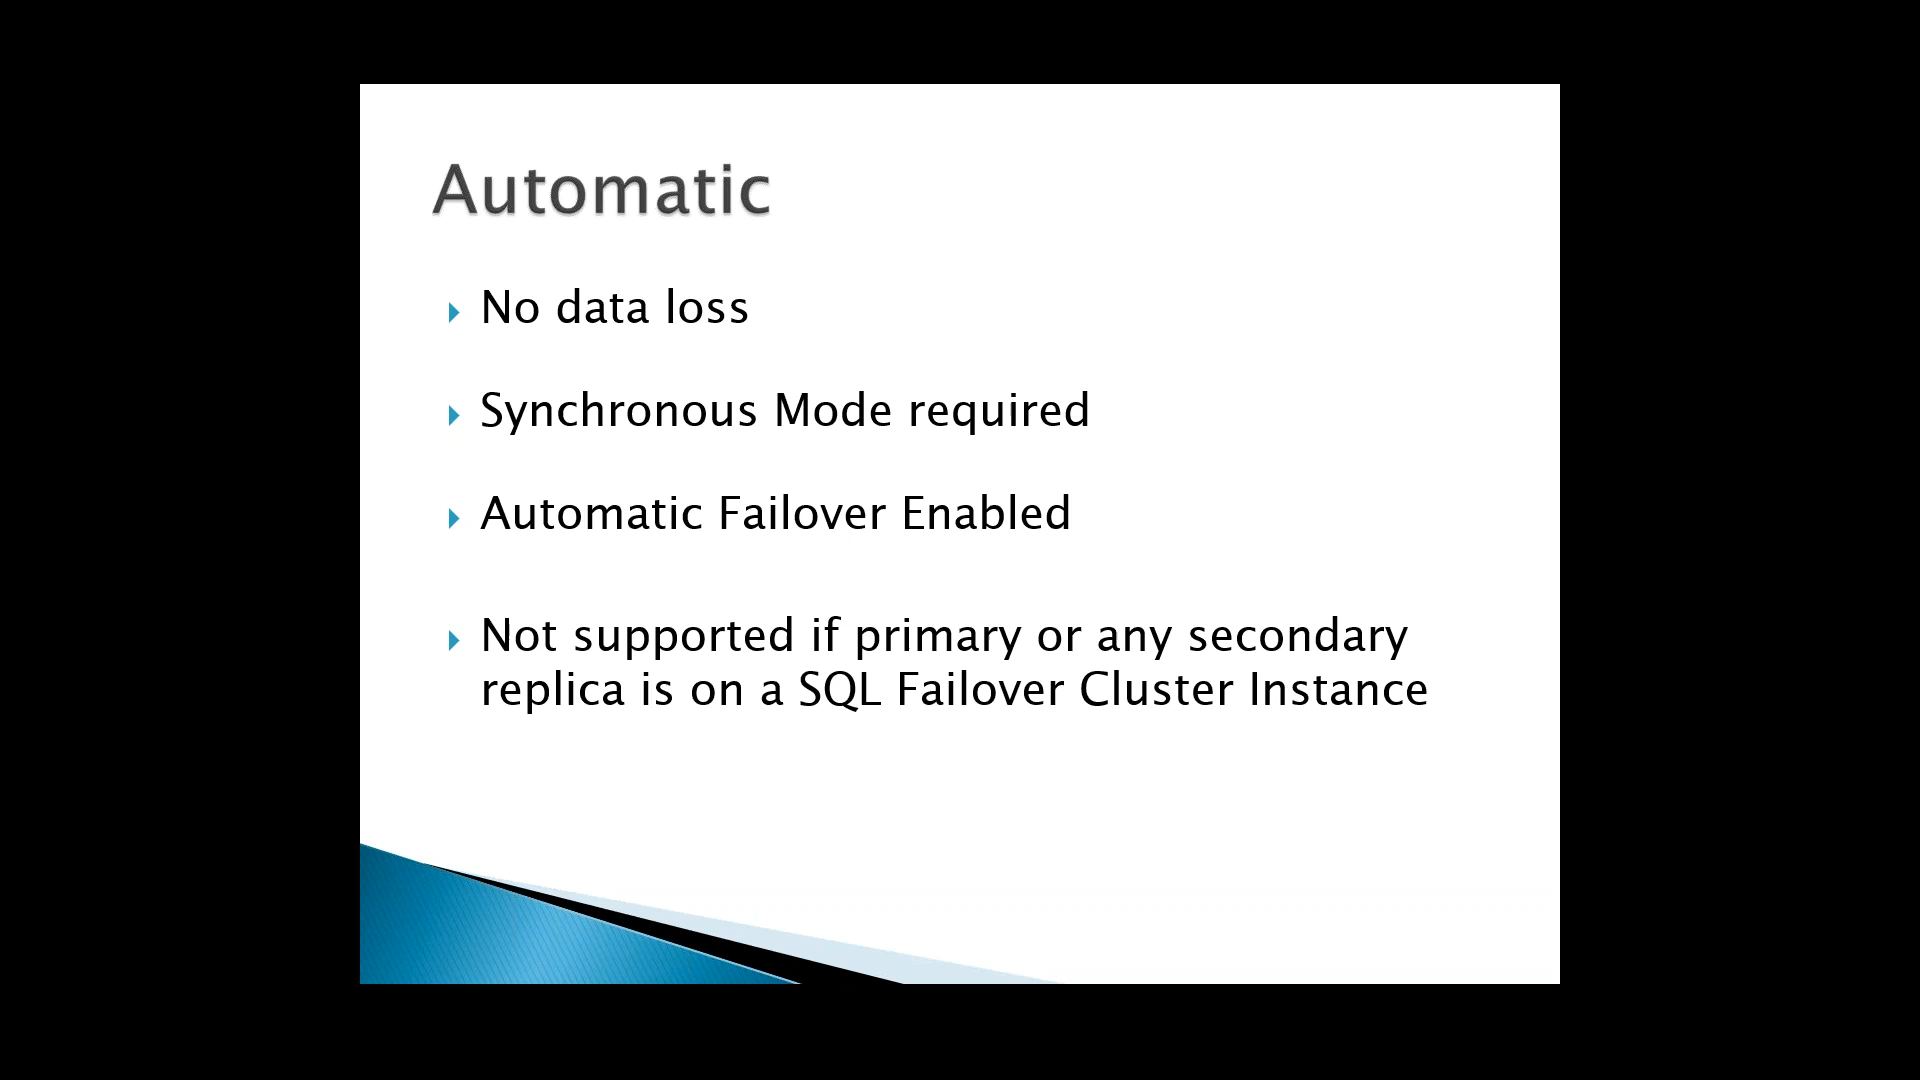 Automatic
No data loss
Synchronous Mode required
Automatic Failover Enabled
Not supported if primary or any secondary
replica is on a SQL Failover Cluster Instance